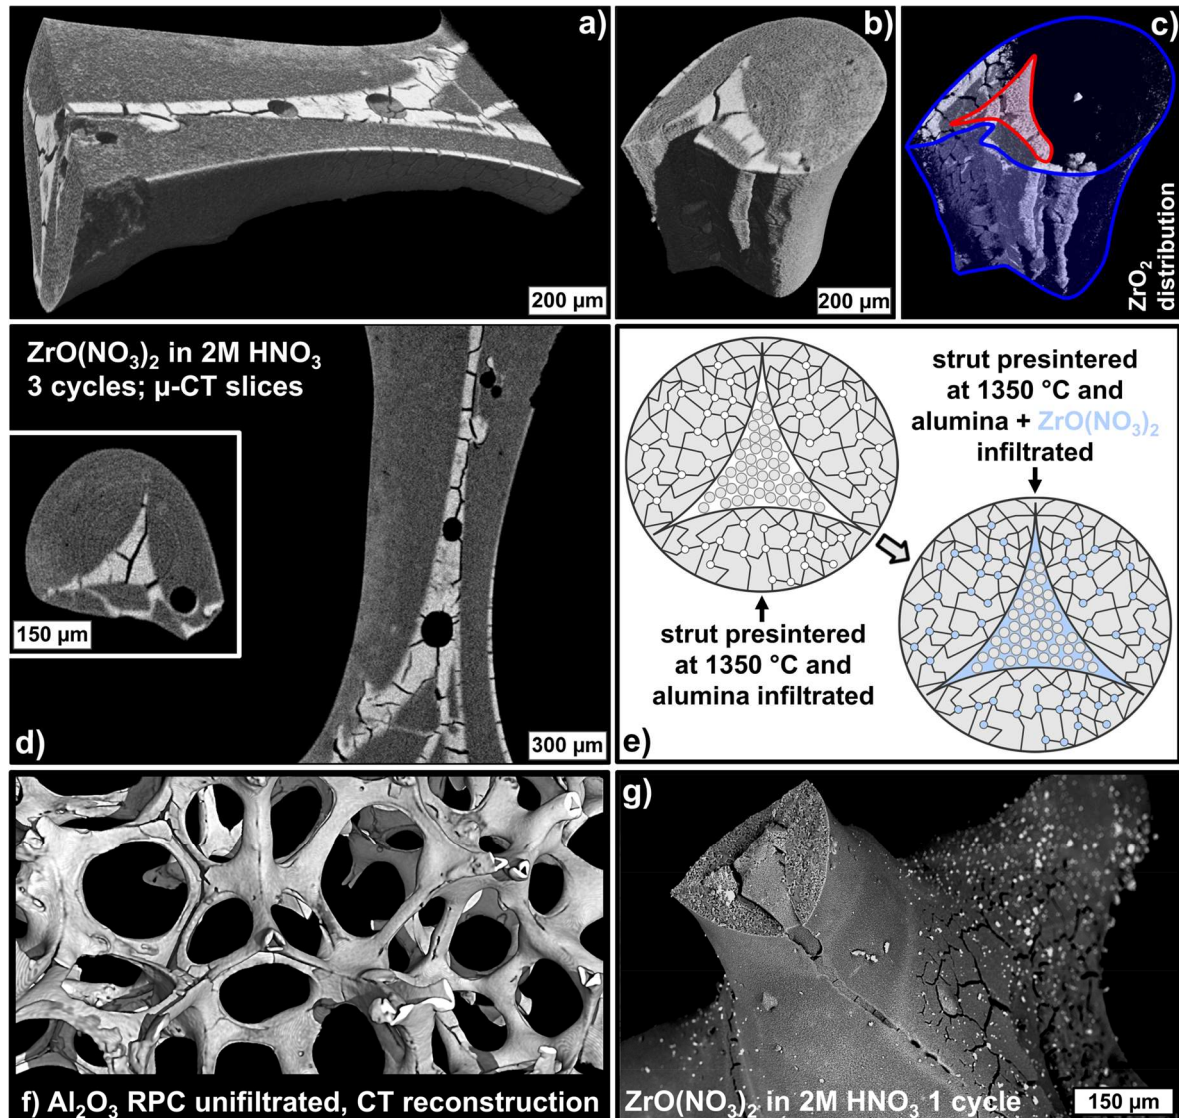 a)
200 µm
b)
200 µm
c)
ZrO₂
distribution
ZrO(NO₃)₂ in 2M HNO₃
3 cycles; µ-CT slices
150 µm
d)
300 µm
strut presintered
at 1350 °C and
alumina + ZrO(NO₃)₂
infiltrated
strut presintered
at 1350 °C and
alumina infiltrated
e)
f) Al₂O₃ RPC unfiltrated, CT reconstruction
g)
ZrO(NO₃)₂ in 2M HNO₃ 1 cycle
150 µm